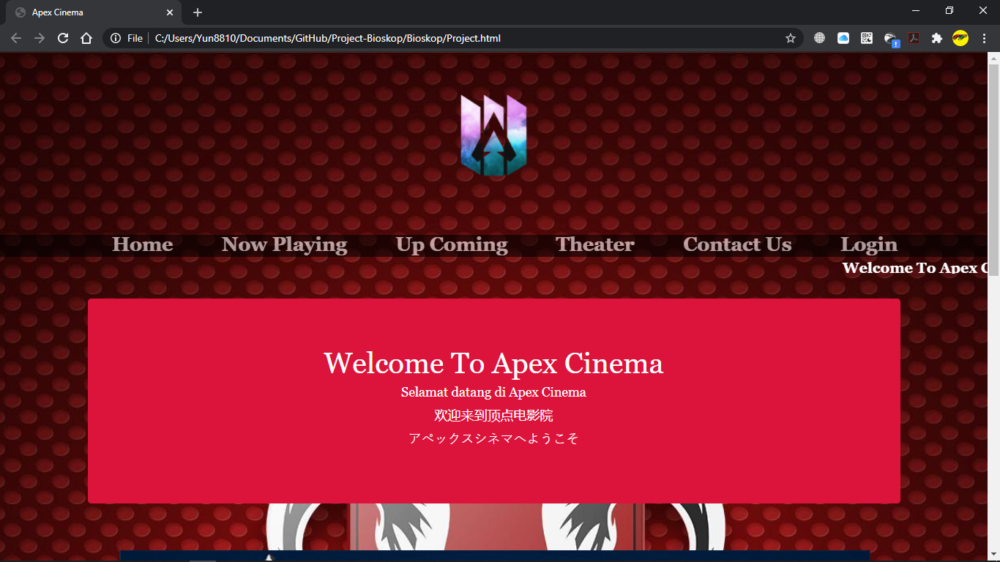 Apex Cinema
File C:/Users/Yun8810/Documents/GitHub/Project-Bioskop/Bioskop/Project.html
Home Now Playing Up Coming Theater Contact Us Login
Welcome To Apex C
Welcome To Apex Cinema
Selamat datang di Apex Cinema
欢迎来到顶点电影院
アペックスシネマへようこそ